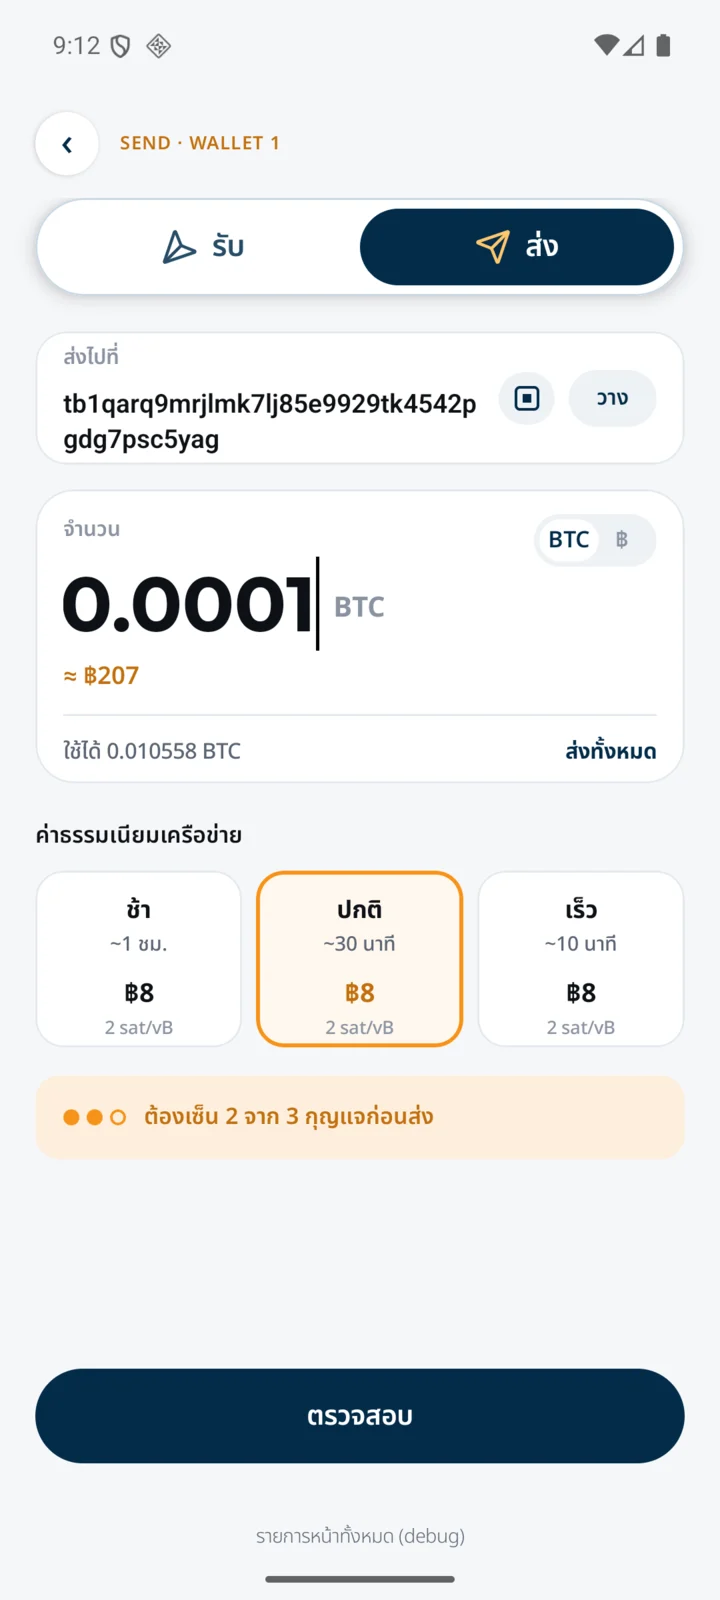 9:12
SEND · WALLET 1
รับ
ส่ง
ส่งไปที่
tb1qarq9mrjlmk7lj85e9929tk4542p
gdg7psc5yag
วาง
จำนวน
BTC ฿
0.0001 BTC
≈ ฿207
ใช้ได้ 0.010558 BTC
ส่งทั้งหมด
ค่าธรรมเนียมเครือข่าย
ช้า
~1 ชม.
฿8
2 sat/vB
ปกติ
~30 นาที
฿8
2 sat/vB
เร็ว
~10 นาที
฿8
2 sat/vB
ต้องเซ็น 2 จาก 3 กุญแจก่อนส่ง
ตรวจสอบ
รายการหน้าทั้งหมด (debug)